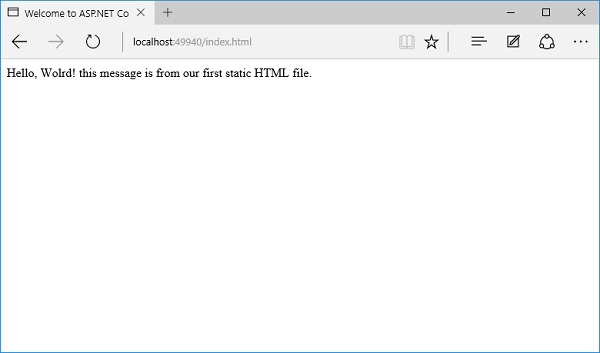 Welcome to ASP.NET Co
localhost:49940/index.html
Hello, Wolrd! this message is from our first static HTML file.